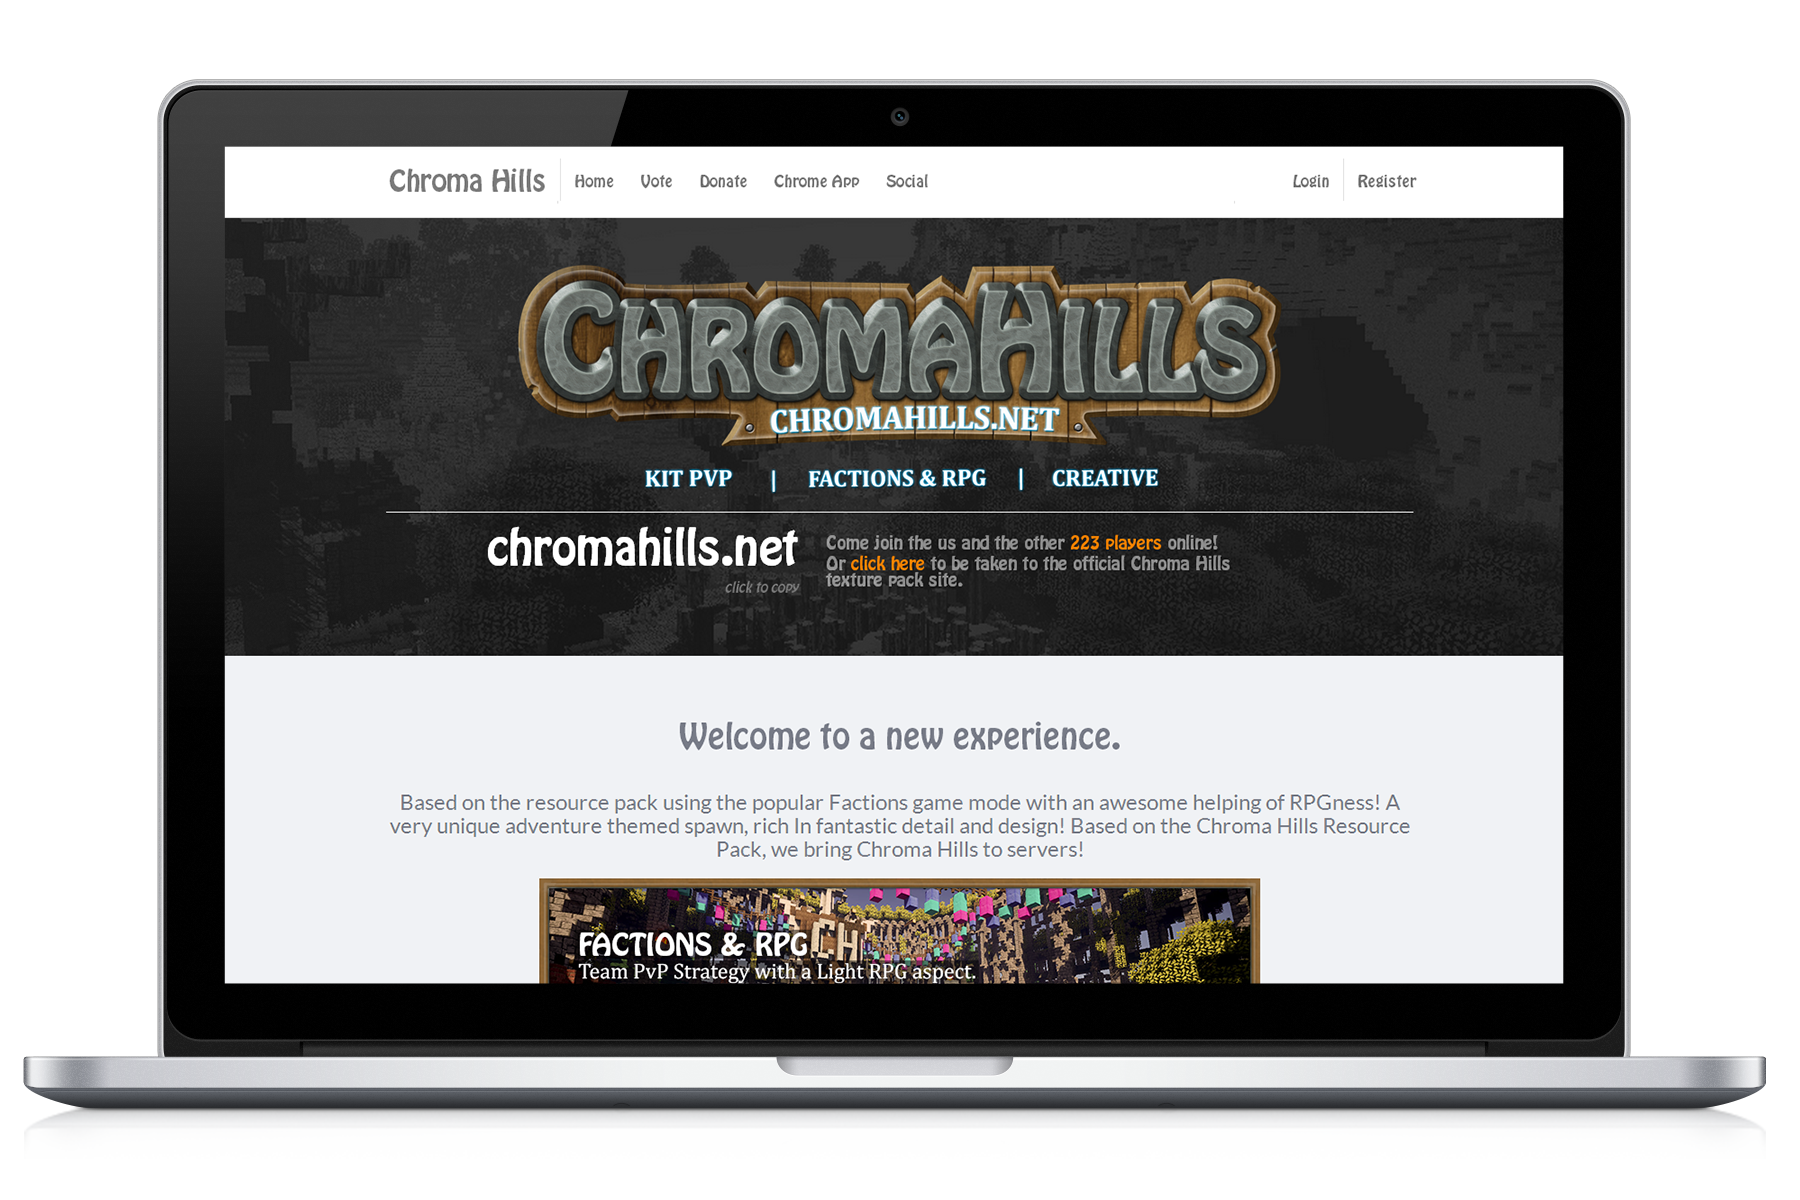 Chroma Hills Home Vote Donate Chrome App Social Login Register
CHROMAHILLS
CHROMAHILLS.NET
KIT PVP | FACTIONS & RPG | CREATIVE
chromahills.net
click to copy
Come join the us and the other 223 players online!
Or click here to be taken to the official Chroma Hills
texture pack site.
Welcome to a new experience.
Based on the resource pack using the popular Factions game mode with an awesome helping of RPGness! A
very unique adventure themed spawn, rich In fantastic detail and design! Based on the Chroma Hills Resource
Pack, we bring Chroma Hills to servers!
FACTIONS & RPG CH
Team PvP Strategy with a Light RPG aspect.